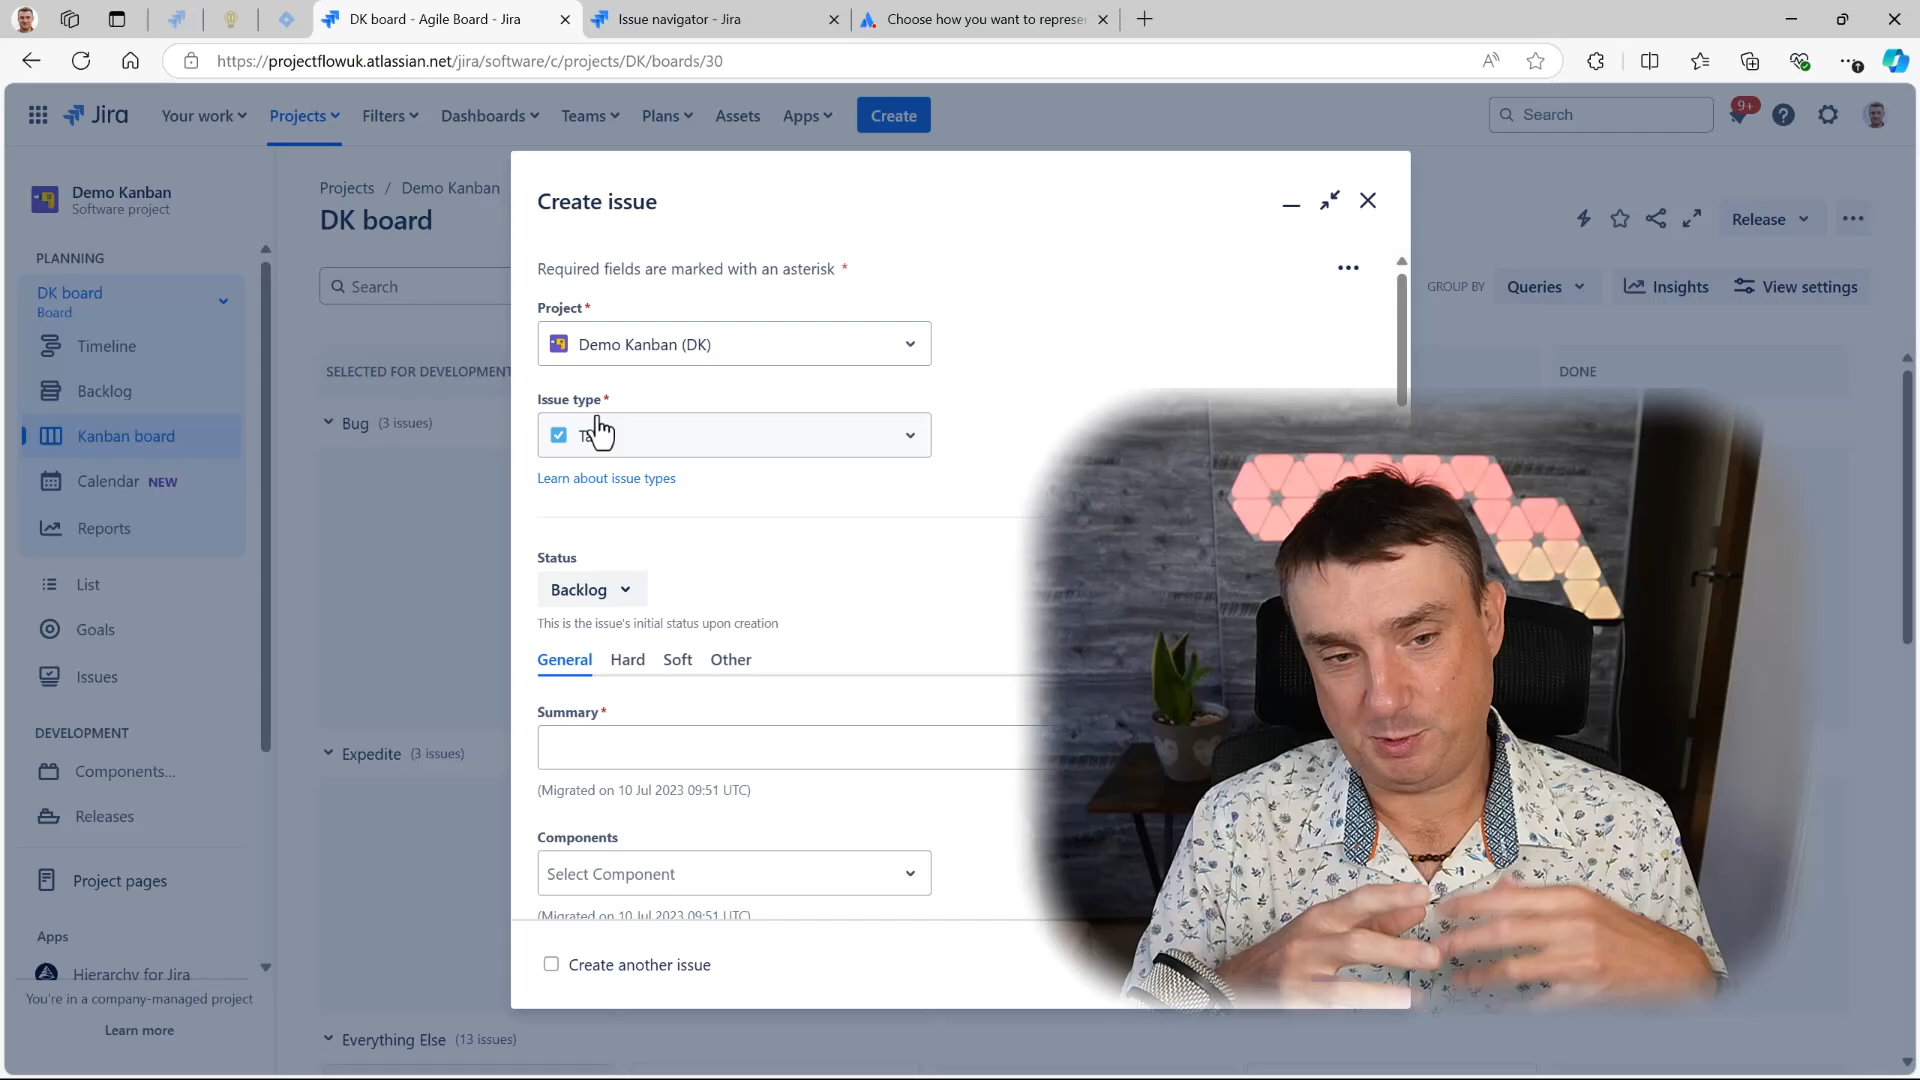 DK board - Agile Board - Jira
Issue navigator - Jira
Choose how you want to represe
https://projectflowuk.atlassian.net/jira/software/c/projects/DK/boards/30
Jira
Your work
Projects
Filters
Dashboards
Teams
Plans
Assets
Apps
Create
Search
9+
Demo Kanban
Software project
PLANNING
DK board
Board
Timeline
Backlog
Kanban board
Calendar NEW
Reports
List
Goals
Issues
DEVELOPMENT
Components...
Releases
Project pages
Apps
Hierarchy for Jira
You're in a company-managed project
Learn more
Projects / Demo Kanban
DK board
Search
Release
GROUP BY
Queries
Insights
View settings
SELECTED FOR DEVELOPMENT
DONE
Bug (3 issues)
Expedite (3 issues)
Everything Else (13 issues)
Create issue
Required fields are marked with an asterisk *
Project *
Demo Kanban (DK)
Issue type *
Learn about issue types
Status
Backlog
This is the issue's initial status upon creation
General Hard Soft Other
Summary *
(Migrated on 10 Jul 2023 09:51 UTC)
Components
Select Component
(Migrated on 10 Jul 2023 09:51 UTC)
Create another issue